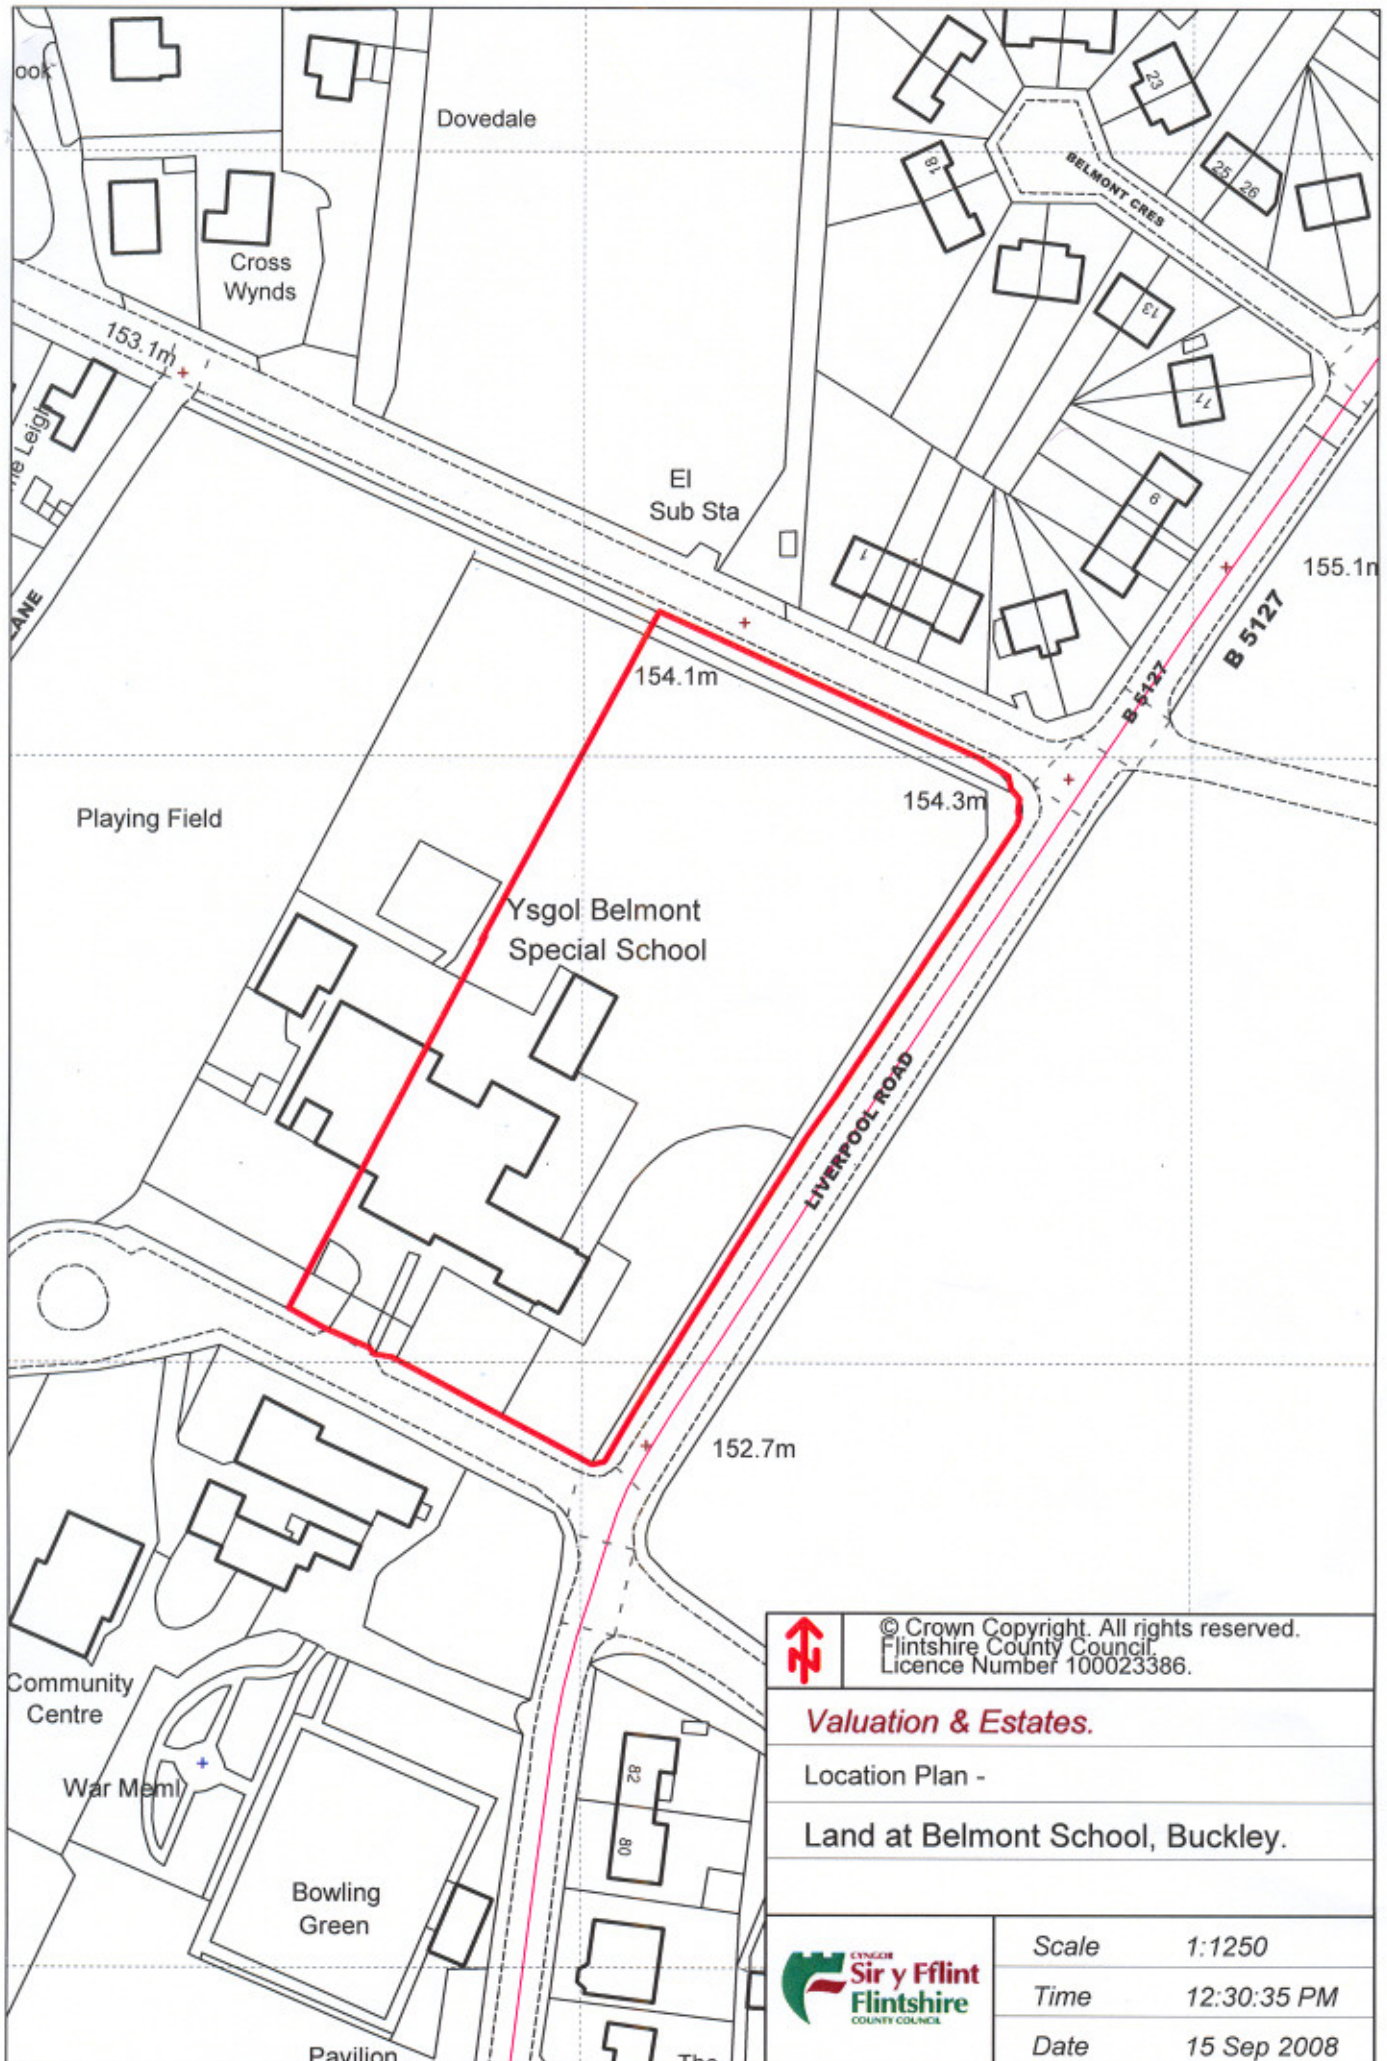 ook
Dovedale
23
BELMONT CRES
18
25
26
Cross
Wynds
13
153.1m
11
El
Sub Sta
9
1
155.1m
B 5127
B 5127
LANE
154.1m
154.3m
Playing Field
Ysgol Belmont
Special School
LIVERPOOL ROAD
152.7m
Community
Centre
War Meml
82
80
Bowling
Green
Pavilion
The
N
© Crown Copyright. All rights reserved.
Flintshire County Council.
Licence Number 100023386.
Valuation & Estates.
Location Plan -
Land at Belmont School, Buckley.
CYNGOR
Sir y Fflint
Flintshire
COUNTY COUNCIL
Scale 1:1250
Time 12:30:35 PM
Date 15 Sep 2008